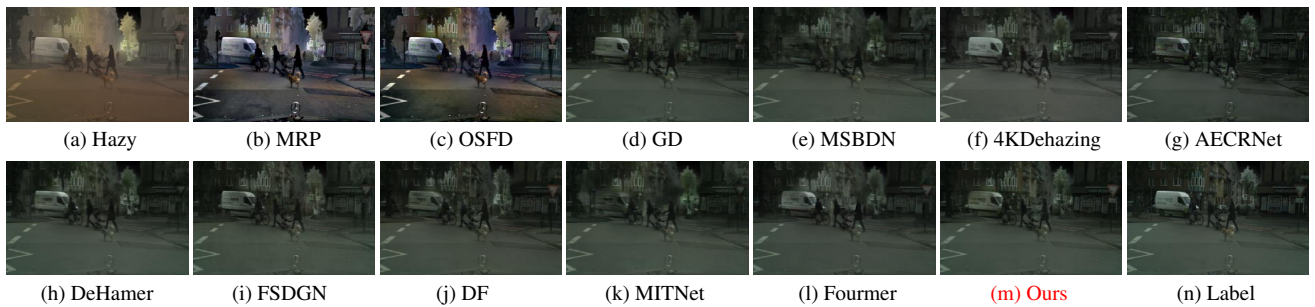 (a) Hazy (b) MRP (c) OSFD (d) GD (e) MSBDN (f) 4KDehazing (g) AECRNet
(h) DeHamer (i) FSDGN (j) DF (k) MITNet (l) Fourmer (m) Ours (n) Label